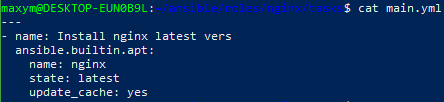 maxym@DESKTOP-EUN0B9L: $ cat main.yml
---
- name: Install nginx latest vers
  ansible.builtin.apt:
    name: nginx
    state: latest
    update_cache: yes